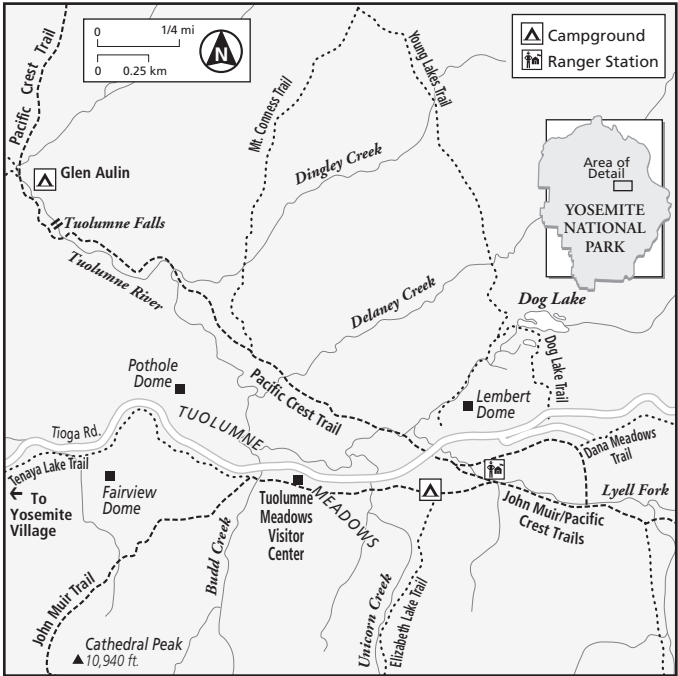 0 1/4 mi
0 0.25 km
N
Campground
Ranger Station
Pacific Crest Trail
Mt. Conness Trail
Young Lakes Trail
Glen Aulin
Dingley Creek
Area of
Detail
YOSEMITE
NATIONAL
PARK
Tuolumne Falls
Tuolumne River
Delaney Creek
Dog Lake
Dog Lake Trail
Pothole
Dome
Pacific Crest Trail
Lembert
Dome
TUOLUMNE
MEADOWS
Tioga Rd.
Tenaya Lake Trail
Dana Meadows
Trail
To
Yosemite
Village
Fairview
Dome
Tuolumne
Meadows
Visitor
Center
Lyell Fork
John Muir/Pacific
Crest Trails
Budd Creek
John Muir Trail
Unicorn Creek
Elizabeth Lake Trail
Cathedral Peak
10,940 ft.